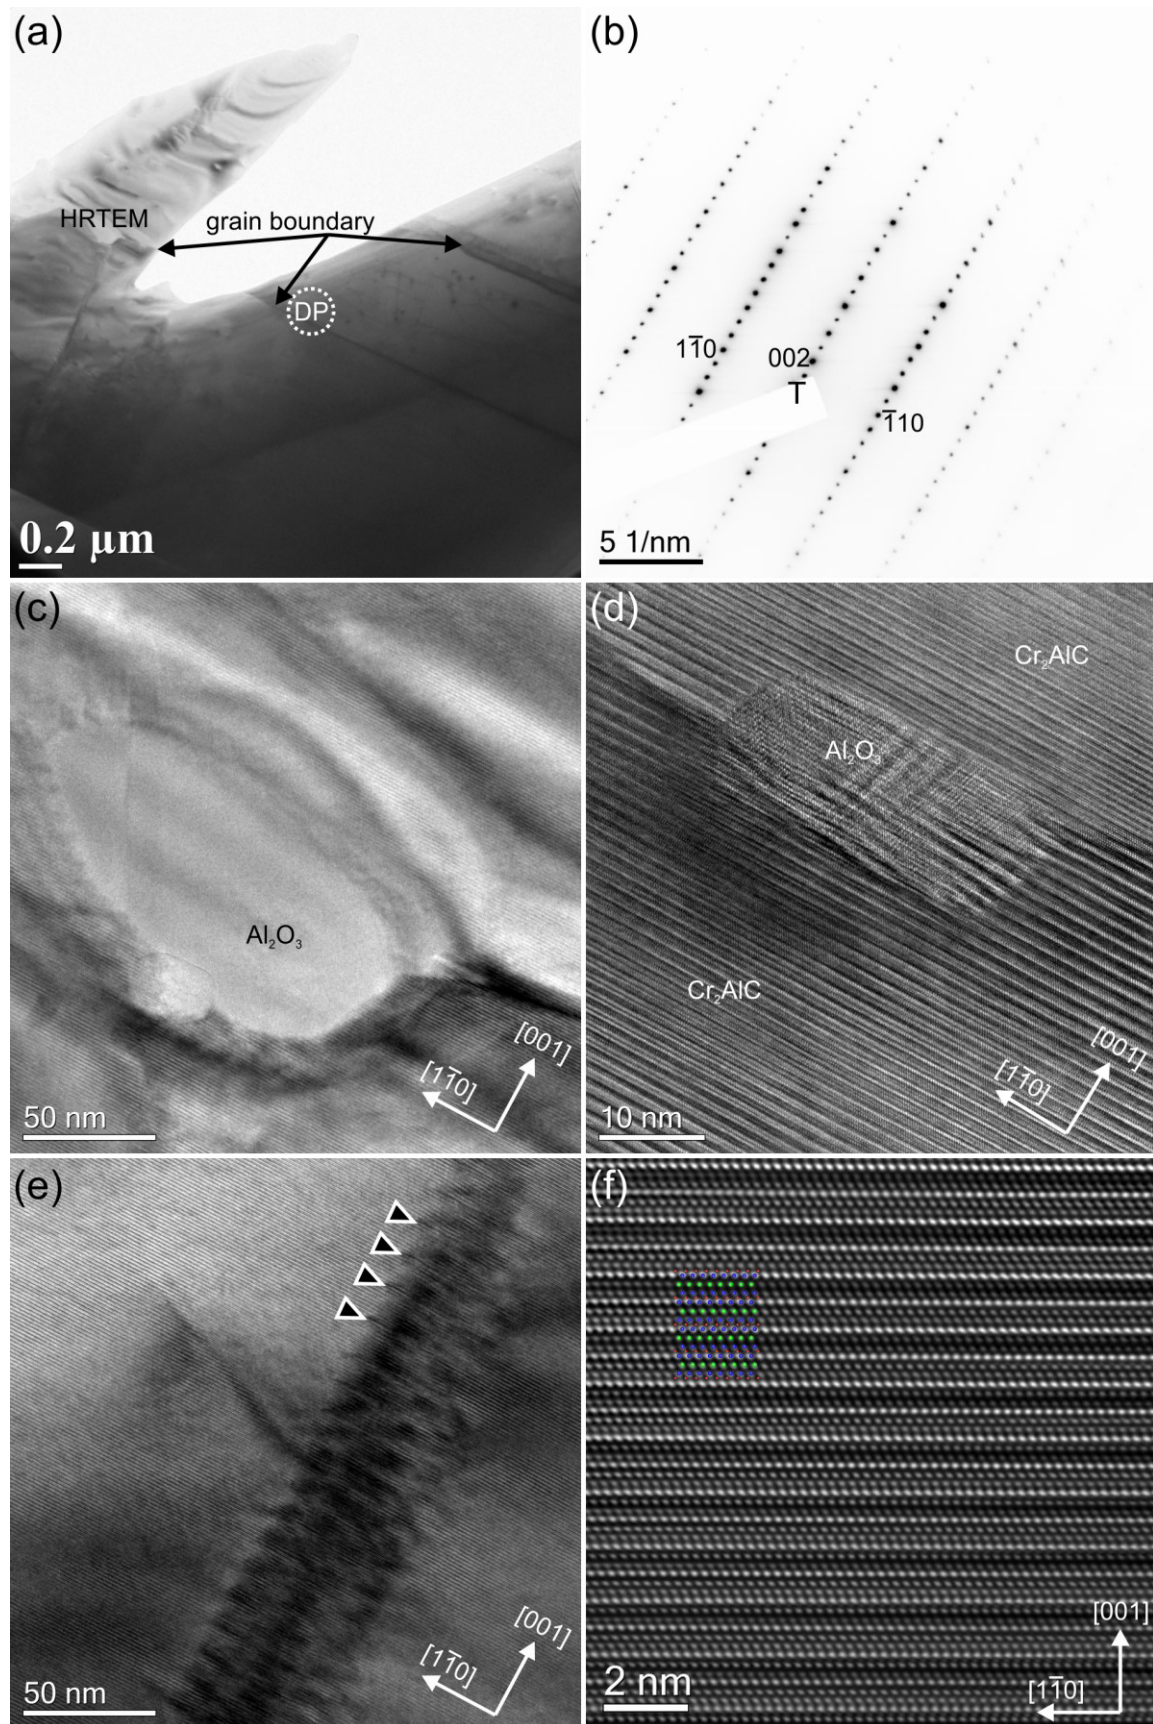 (a)
HRTEM
grain boundary
DP
0.2 µm
(b)
11̅0
002
T
1̅10
5 1/nm
(c)
Al₂O₃
[001]
[11̅0]
50 nm
(d)
Cr₂AlC
Al₂O₃
Cr₂AlC
[001]
[11̅0]
10 nm
(e)
[001]
[11̅0]
50 nm
(f)
[001]
[11̅0]
2 nm